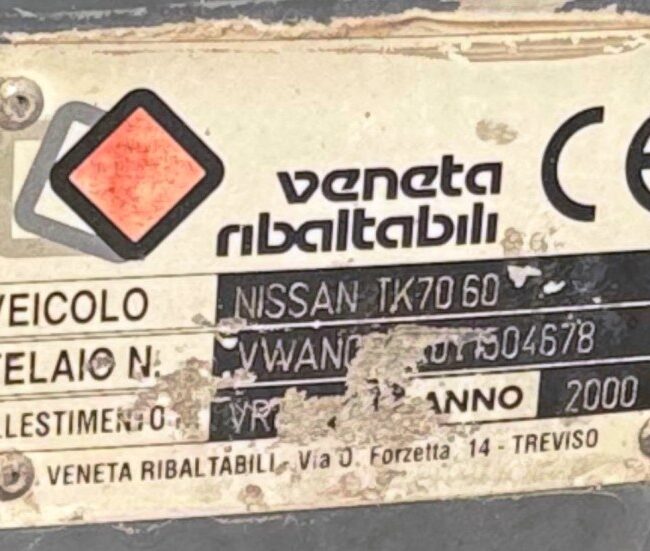 veneta
ribaltabili
CE
VEICOLO NISSAN TK70 60
TELAIO N.
ALLESTIMENTO ANNO 2000
VENETA RIBALTABILI - Via O. Forzetta, 14 - TREVISO